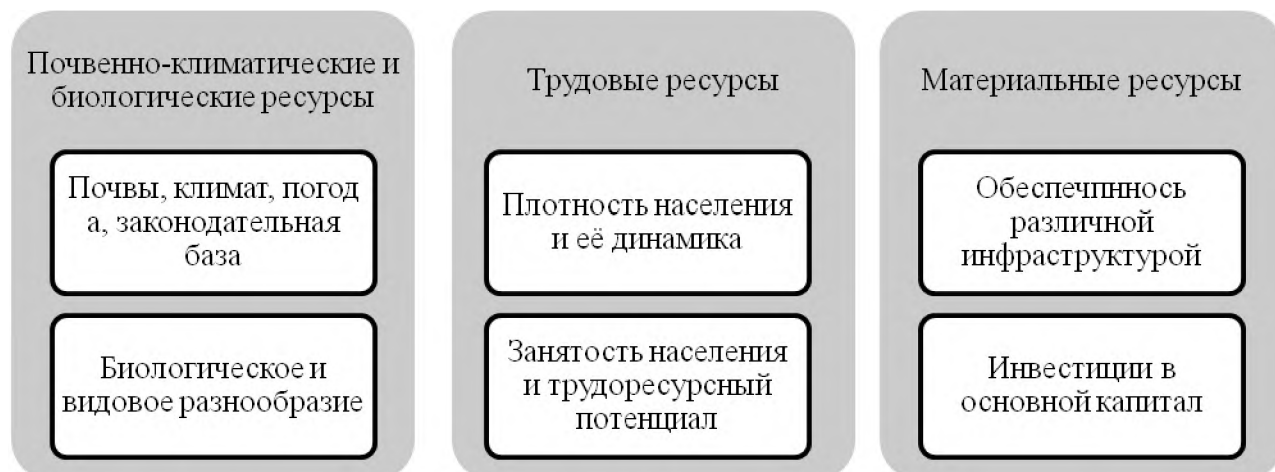 Почвенно-климатические и
биологические ресурсы
Почвы, климат, погод
а, законодательная
база
Биологическое и
видовое разнообразие
Трудовые ресурсы
Плотность населения
и её динамика
Занятость населения
и трудоресурсный
потенциал
Материальные ресурсы
Обеспечпннось
различной
инфраструктурой
Инвестиции в
основной капитал